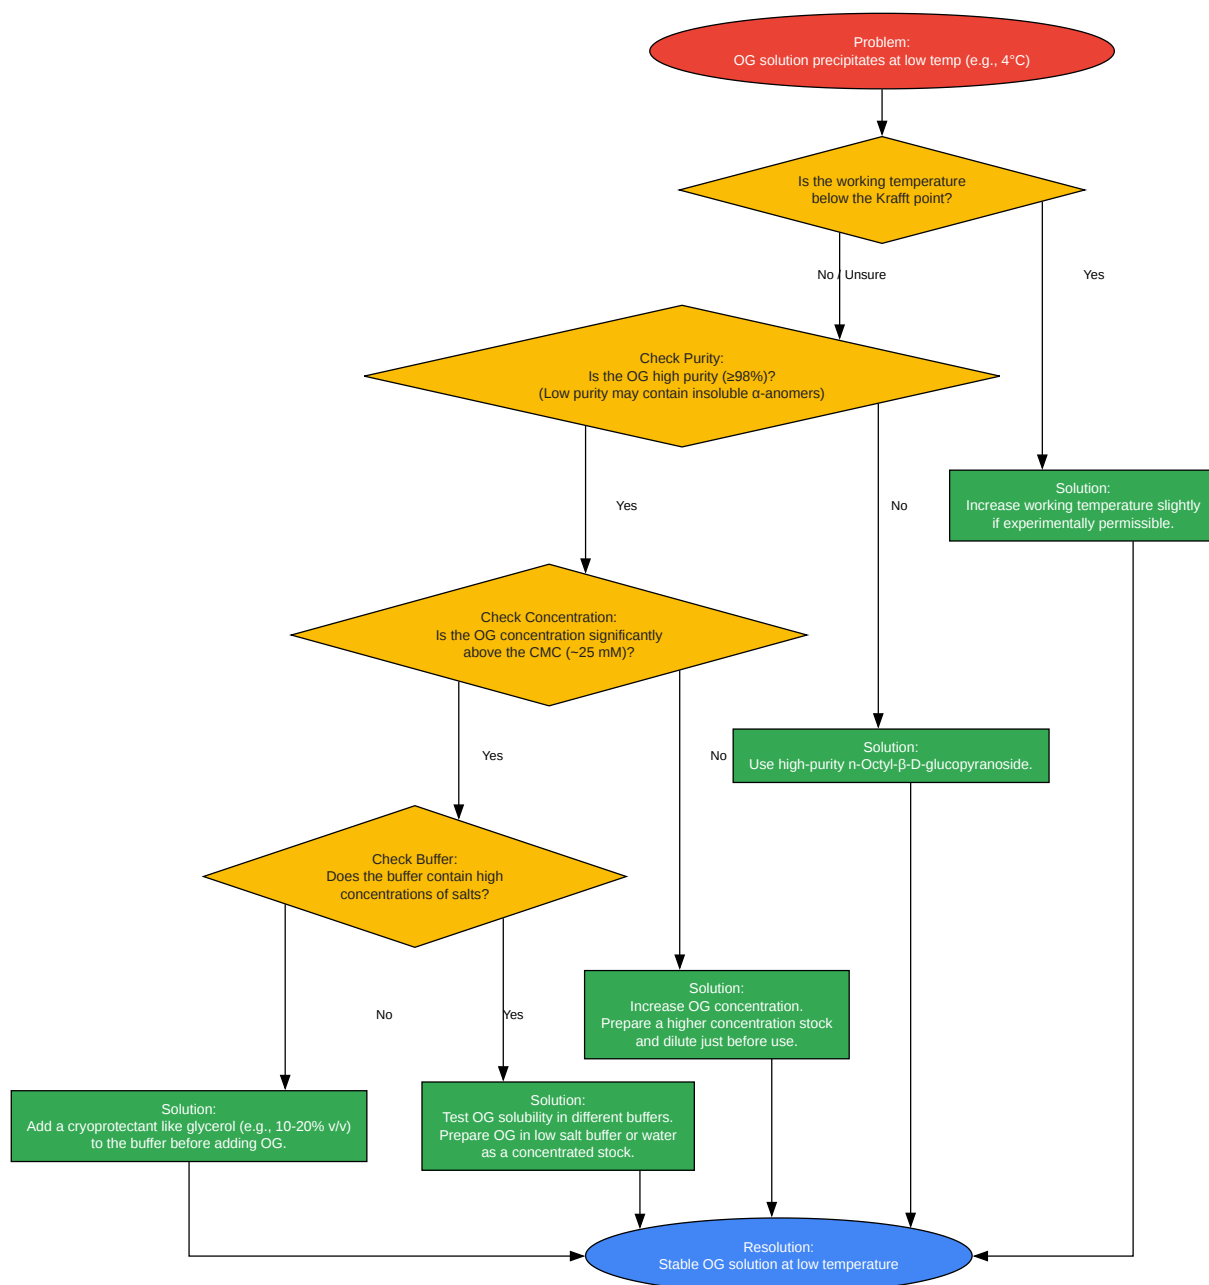 Problem:
OG solution precipitates at low temp (e.g., 4°C)
Is the working temperature
below the Krafft point?
No / Unsure
Yes
Check Purity:
Is the OG high purity (≥98%)?
(Low purity may contain insoluble α-anomers)
Yes
No
Solution:
Increase working temperature slightly
if experimentally permissible.
Check Concentration:
Is the OG concentration significantly
above the CMC (~25 mM)?
Yes
No
Solution:
Use high-purity n-Octyl-β-D-glucopyranoside.
Check Buffer:
Does the buffer contain high
concentrations of salts?
No
Yes
Solution:
Increase OG concentration.
Prepare a higher concentration stock
and dilute just before use.
Solution:
Add a cryoprotectant like glycerol (e.g., 10-20% v/v)
to the buffer before adding OG.
Solution:
Test OG solubility in different buffers.
Prepare OG in low salt buffer or water
as a concentrated stock.
Resolution:
Stable OG solution at low temperature